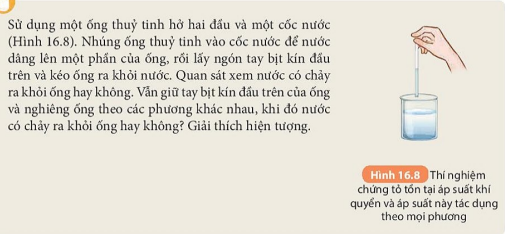 Sử dụng một ống thuỷ tinh hở hai đầu và một cốc nước
(Hình 16.8). Nhúng ống thuỷ tinh vào cốc nước để nước
dâng lên một phần của ống, rồi lấy ngón tay bịt kín đầu
trên và kéo ống ra khỏi nước. Quan sát xem nước có chảy
ra khỏi ống hay không. Vẫn giữ tay bịt kín đầu trên của ống
và nghiêng ống theo các phương khác nhau, khi đó nước
có chảy ra khỏi ống hay không? Giải thích hiện tượng.
Hình 16.8 Thí nghiệm
chứng tỏ tồn tại áp suất khí
quyển và áp suất này tác dụng
theo mọi phương